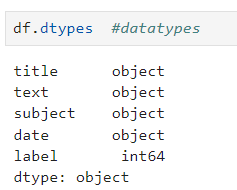 df.dtypes  #datatypes
title      object
text       object
subject    object
date       object
label       int64
dtype: object